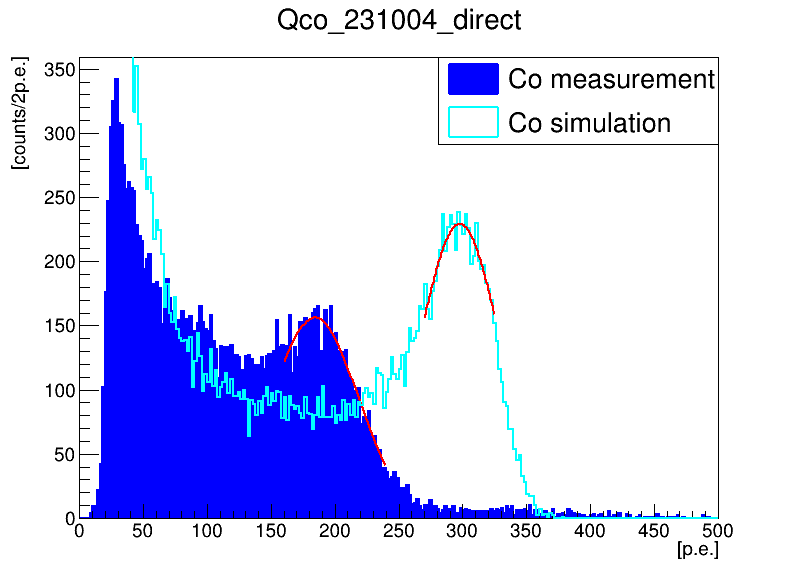 Qco_231004_direct
[counts/2p.e.]
Co measurement
Co simulation
350
300
250
200
150
100
50
0
0 50 100 150 200 250 300 350 400 450 500
[p.e.]